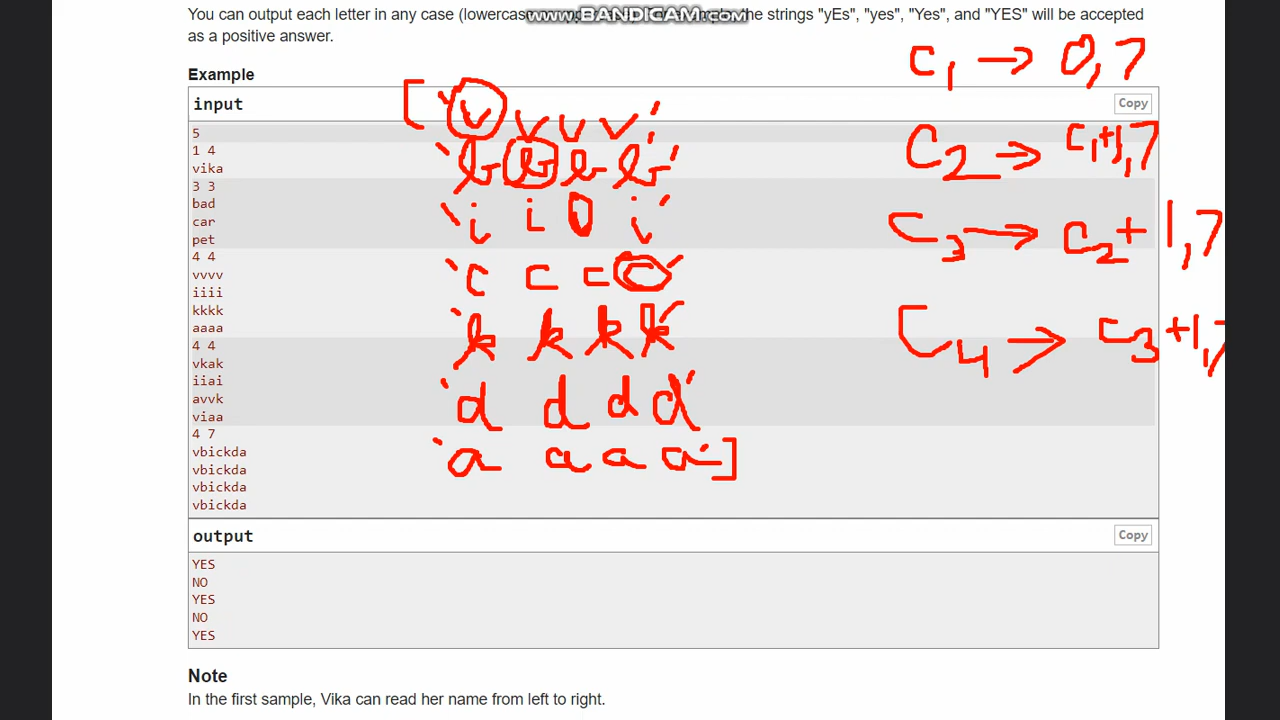 You can output each letter in any case (lowercase
the strings "yEs", "yes", "Yes", and "YES" will be accepted
www.BANDICAM.com
as a positive answer.
Example
input
Copy
5
1 4
vika
3 3
bad
car
pet
4 4
vvvv
iiii
kkkk
aaaa
4 4
vkak
iiai
avvk
viaa
4 7
vbickda
vbickda
vbickda
vbickda
['v v v v'
'b b b b'
'i i i i'
'c c c c'
'k k k k'
'd d d d'
'a a a a']
c1 → 0,7
C2 → c1+1,7
C3 → c2+1,7
C4 → c3+1,7
output
Copy
YES
NO
YES
NO
YES
Note
In the first sample, Vika can read her name from left to right.